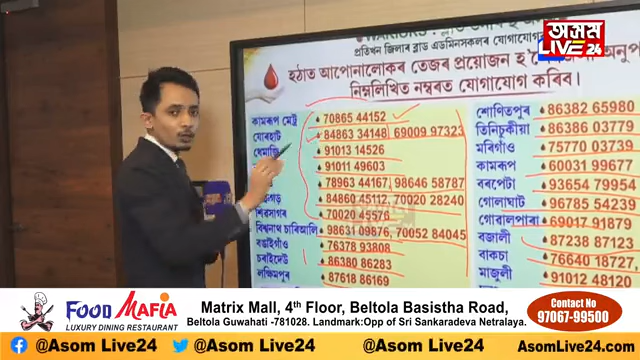 অসম
LIVE24
প্ৰতিখন জিলাৰ ব্লাড এডমিনসকলৰ যোগাযোগ
হঠাত আপোনালোকৰ তেজৰ প্ৰয়োজন হ
নিম্নলিখিত নম্বৰত যোগাযোগ কৰিব।
কামৰূপ মেট্ৰ 70865 44152
যোৰহাট 84863 34148, 69009 97323
ধেমাজি 91013 14526
91011 49603
78963 44167, 98646 58787
84860 45112, 70020 28240
শিৱসাগৰ 70020 45576
বিশ্বনাথ চাৰিআলি 98631 09876, 70052 84045
বঙাইগাঁও 76378 93808
চৰাইদেউ 86380 86283
লক্ষিমপুৰ 87618 86169
শোণিতপুৰ 86382 65980
তিনিচুকীয়া 86386 03779
মৰিগাঁও 75770 03739
কামৰূপ 60031 99677
বৰপেটা 93654 79954
গোলাঘাট 96785 54239
গোৱালপাৰা 69017 91879
বজালী 87238 87123
বাকচা 76640 18727
মাজুলী 91012 48120
FOOD MAFIA
LUXURY DINING RESTAURANT
Matrix Mall, 4th Floor, Beltola Basistha Road,
Beltola Guwahati -781028. Landmark:Opp of Sri Sankaradeva Netralaya.
Contact No
97067-99500
@Asom Live24 @Asomlive24 @Asom Live24 AsomLive24.com